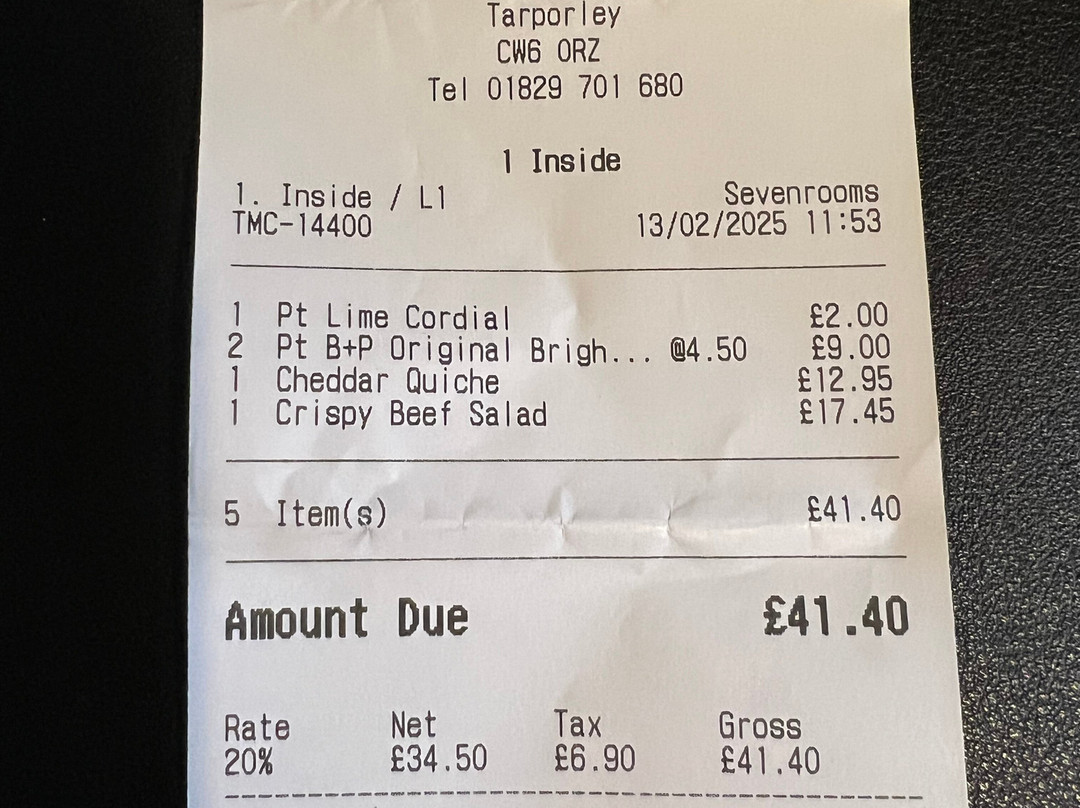 Tarporley
CW6 0RZ
Tel 01829 701 680
1 Inside
1. Inside / L1 Sevenrooms
TMC-14400 13/02/2025 11:53
1 Pt Lime Cordial £2.00
2 Pt B+P Original Brigh... @4.50 £9.00
1 Cheddar Quiche £12.95
1 Crispy Beef Salad £17.45
5 Item(s) £41.40
Amount Due £41.40
Rate Net Tax Gross
20% £34.50 £6.90 £41.40